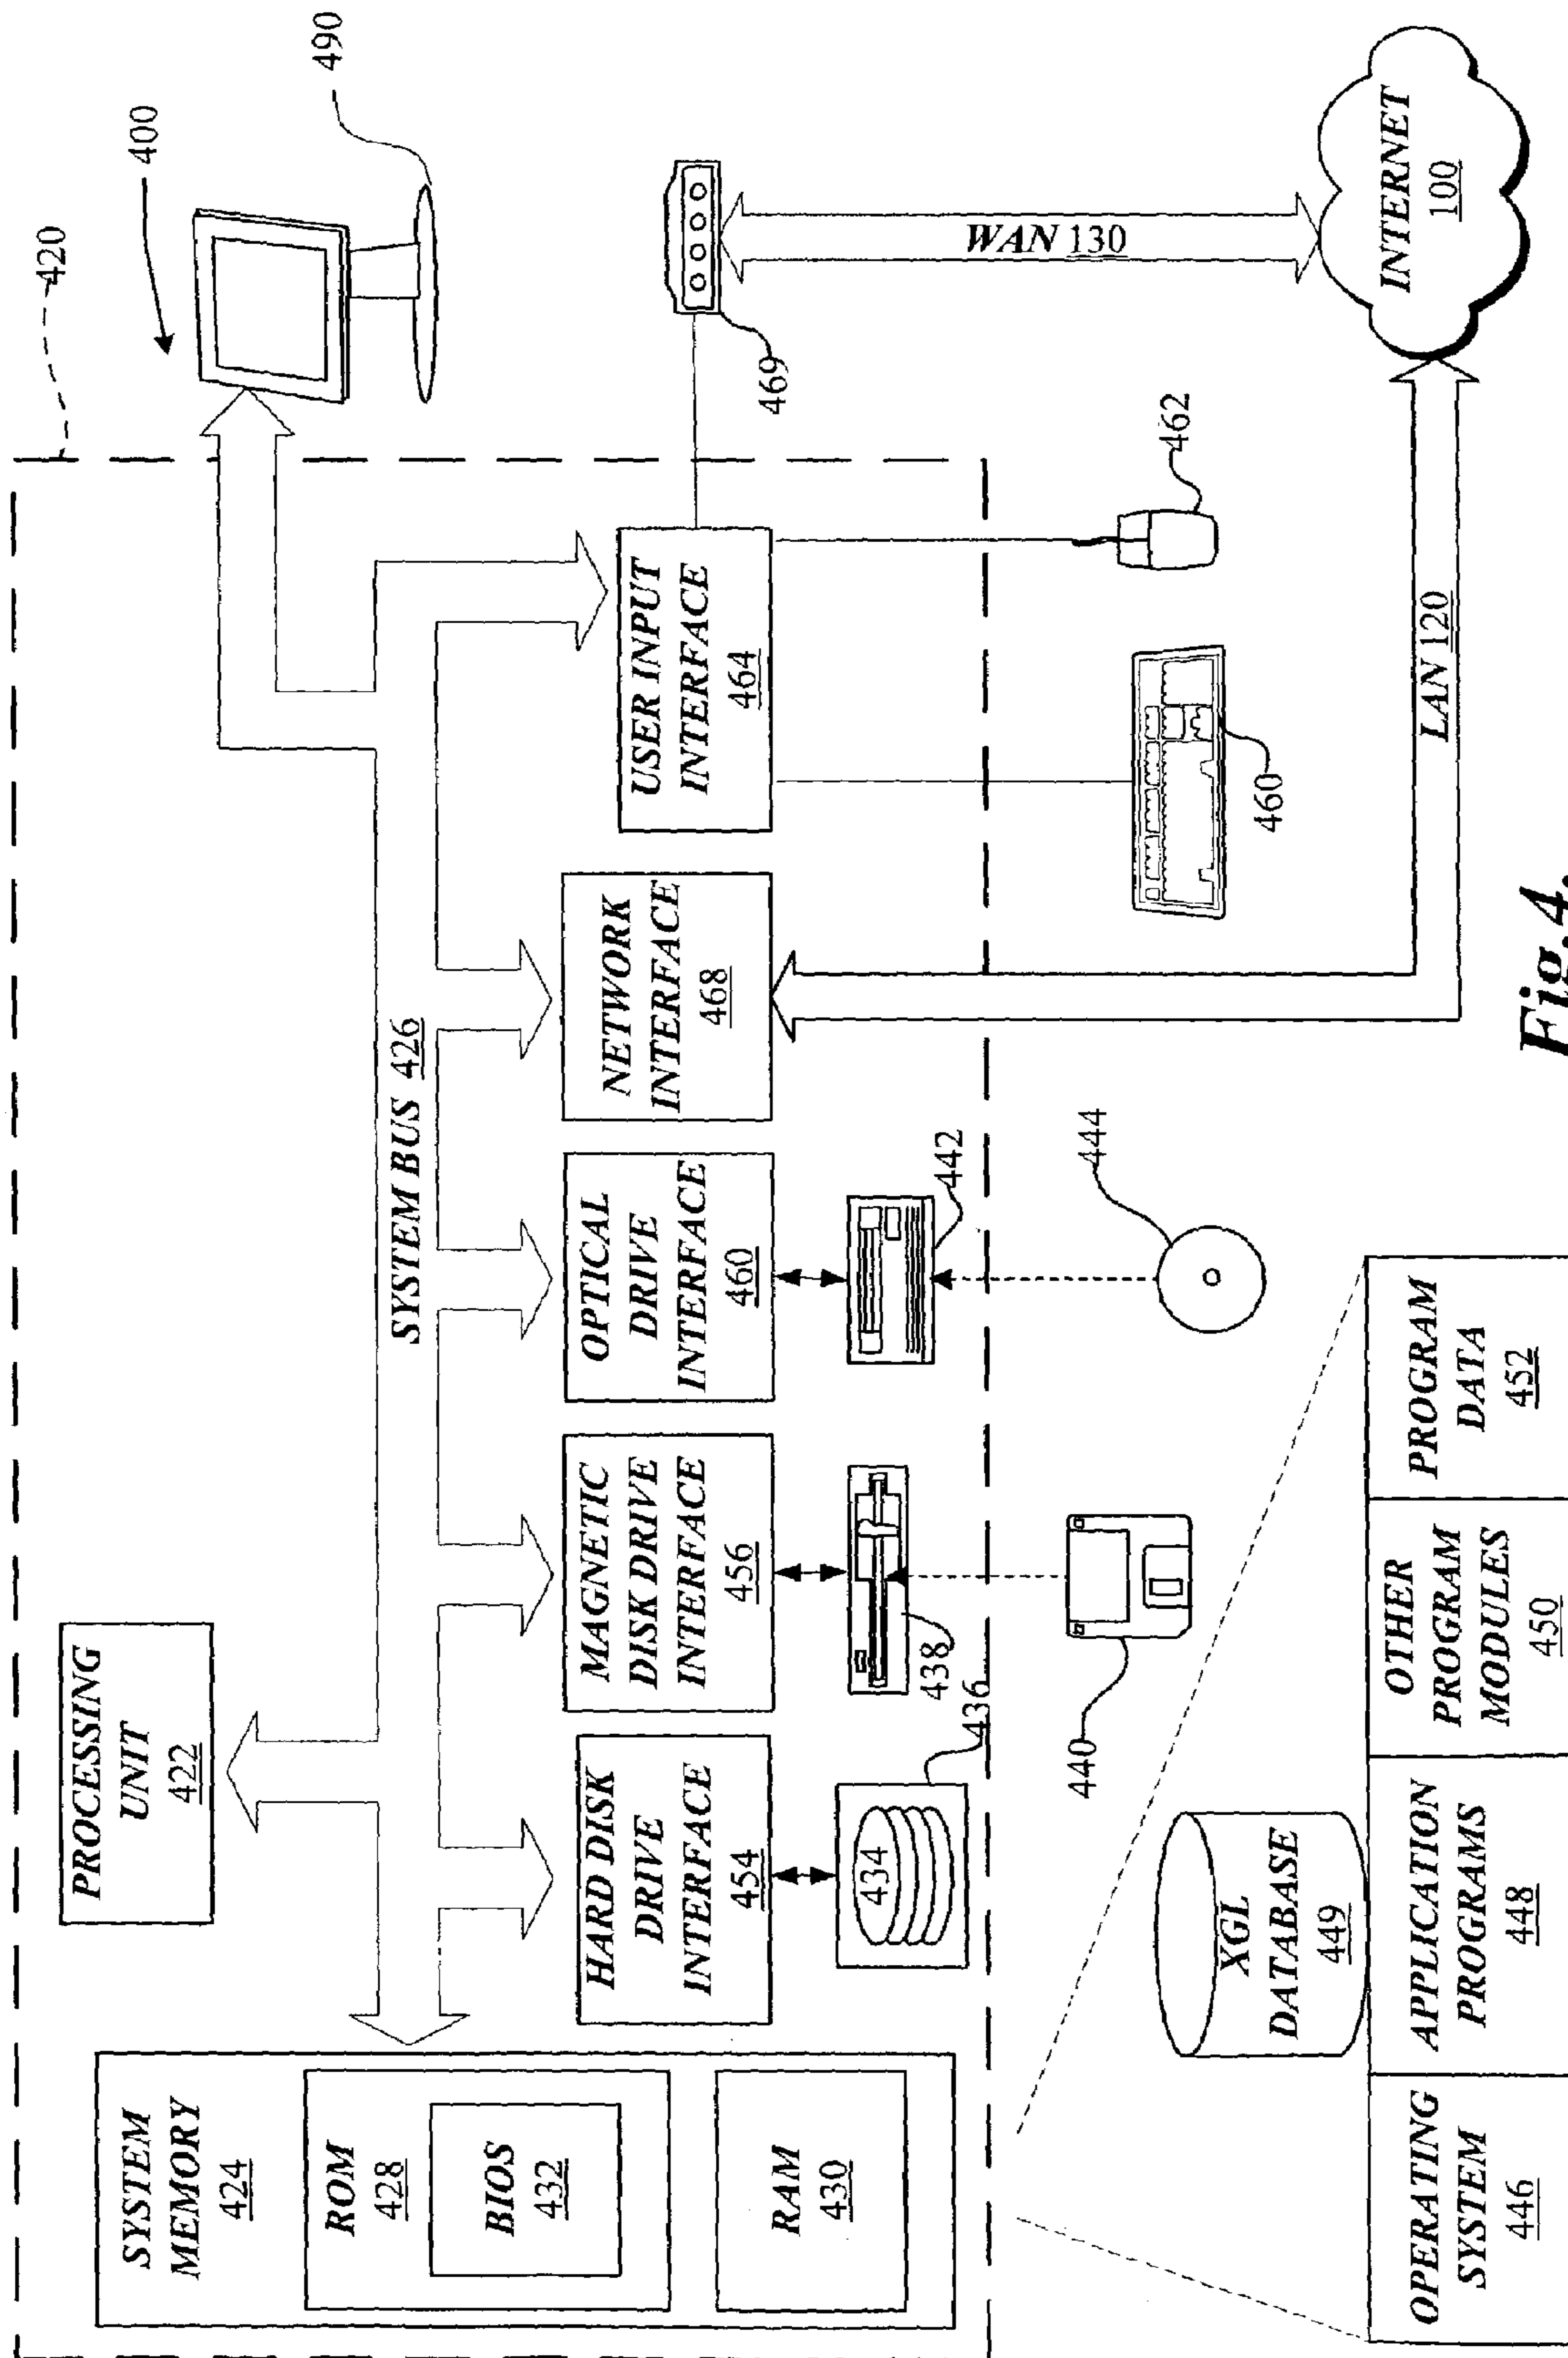 420
400
490
PROCESSING
UNIT
422
SYSTEM BUS 426
SYSTEM
MEMORY
424
ROM
428
BIOS
432
RAM
430
HARD DISK
DRIVE
INTERFACE
454
MAGNETIC
DISK DRIVE
INTERFACE
456
OPTICAL
DRIVE
INTERFACE
460
NETWORK
INTERFACE
468
USER INPUT
INTERFACE
464
434
436
438
442
469
440
444
460
462
WAN 130
LAN 120
INTERNET
100
XGL
DATABASE
449
OPERATING
SYSTEM
446
APPLICATION
PROGRAMS
448
OTHER
PROGRAM
MODULES
450
PROGRAM
DATA
452
Fig.4.